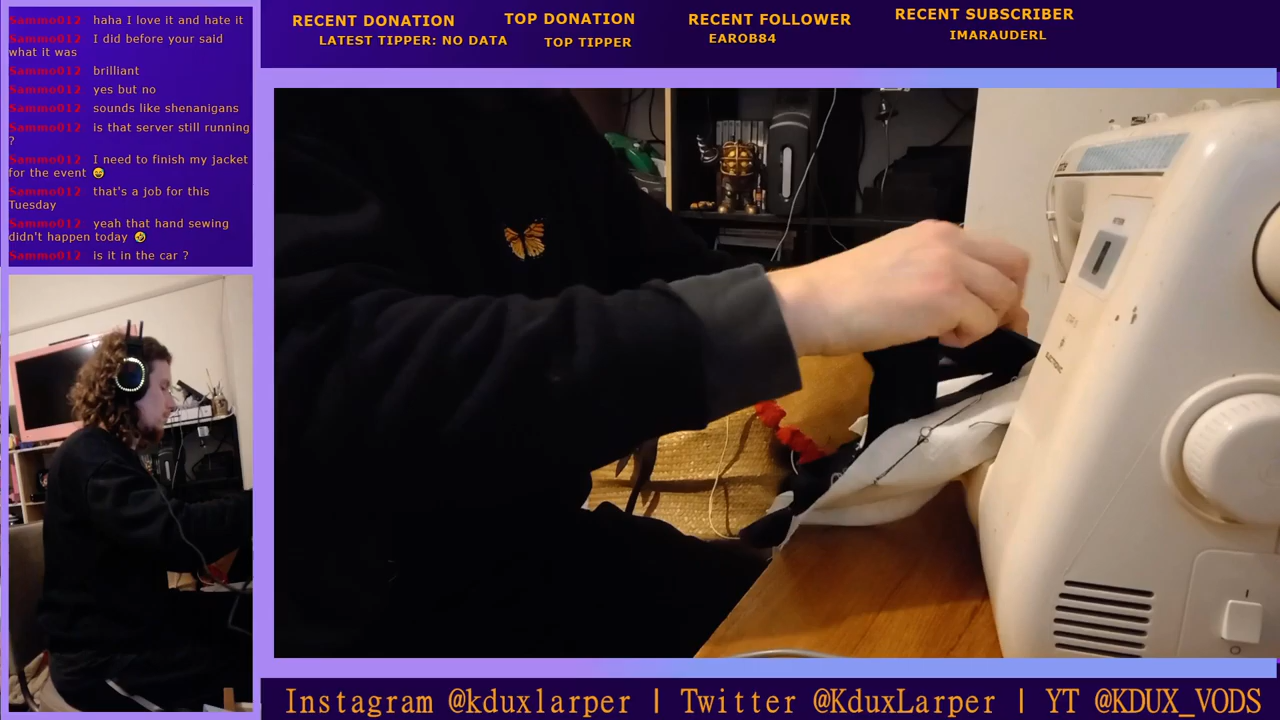 Sammo012 haha I love it and hate it
Sammo012 I did before your said
what it was
Sammo012 brilliant
Sammo012 yes but no
Sammo012 sounds like shenanigans
Sammo012 is that server still running
?
Sammo012 I need to finish my jacket
for the event 😅
Sammo012 that's a job for this
Tuesday
Sammo012 yeah that hand sewing
didn't happen today 🤣
Sammo012 is it in the car ?
RECENT DONATION
LATEST TIPPER: NO DATA
TOP DONATION
TOP TIPPER
RECENT FOLLOWER
EAROB84
RECENT SUBSCRIBER
IMARAUDERL
Instagram @kduxlarper | Twitter @KduxLarper | YT @KDUX_VODS